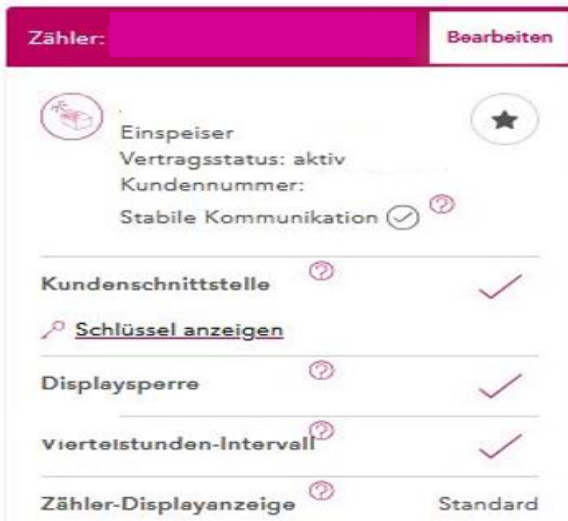 Zähler:
Bearbeiten
Einspeiser
Vertragsstatus: aktiv
Kundennummer:
Stabile Kommunikation ?
Kundenschnittstelle ?
Schlüssel anzeigen
Displaysperre ?
Viertelstunden-Intervall ?
Zähler-Displayanzeige ? Standard